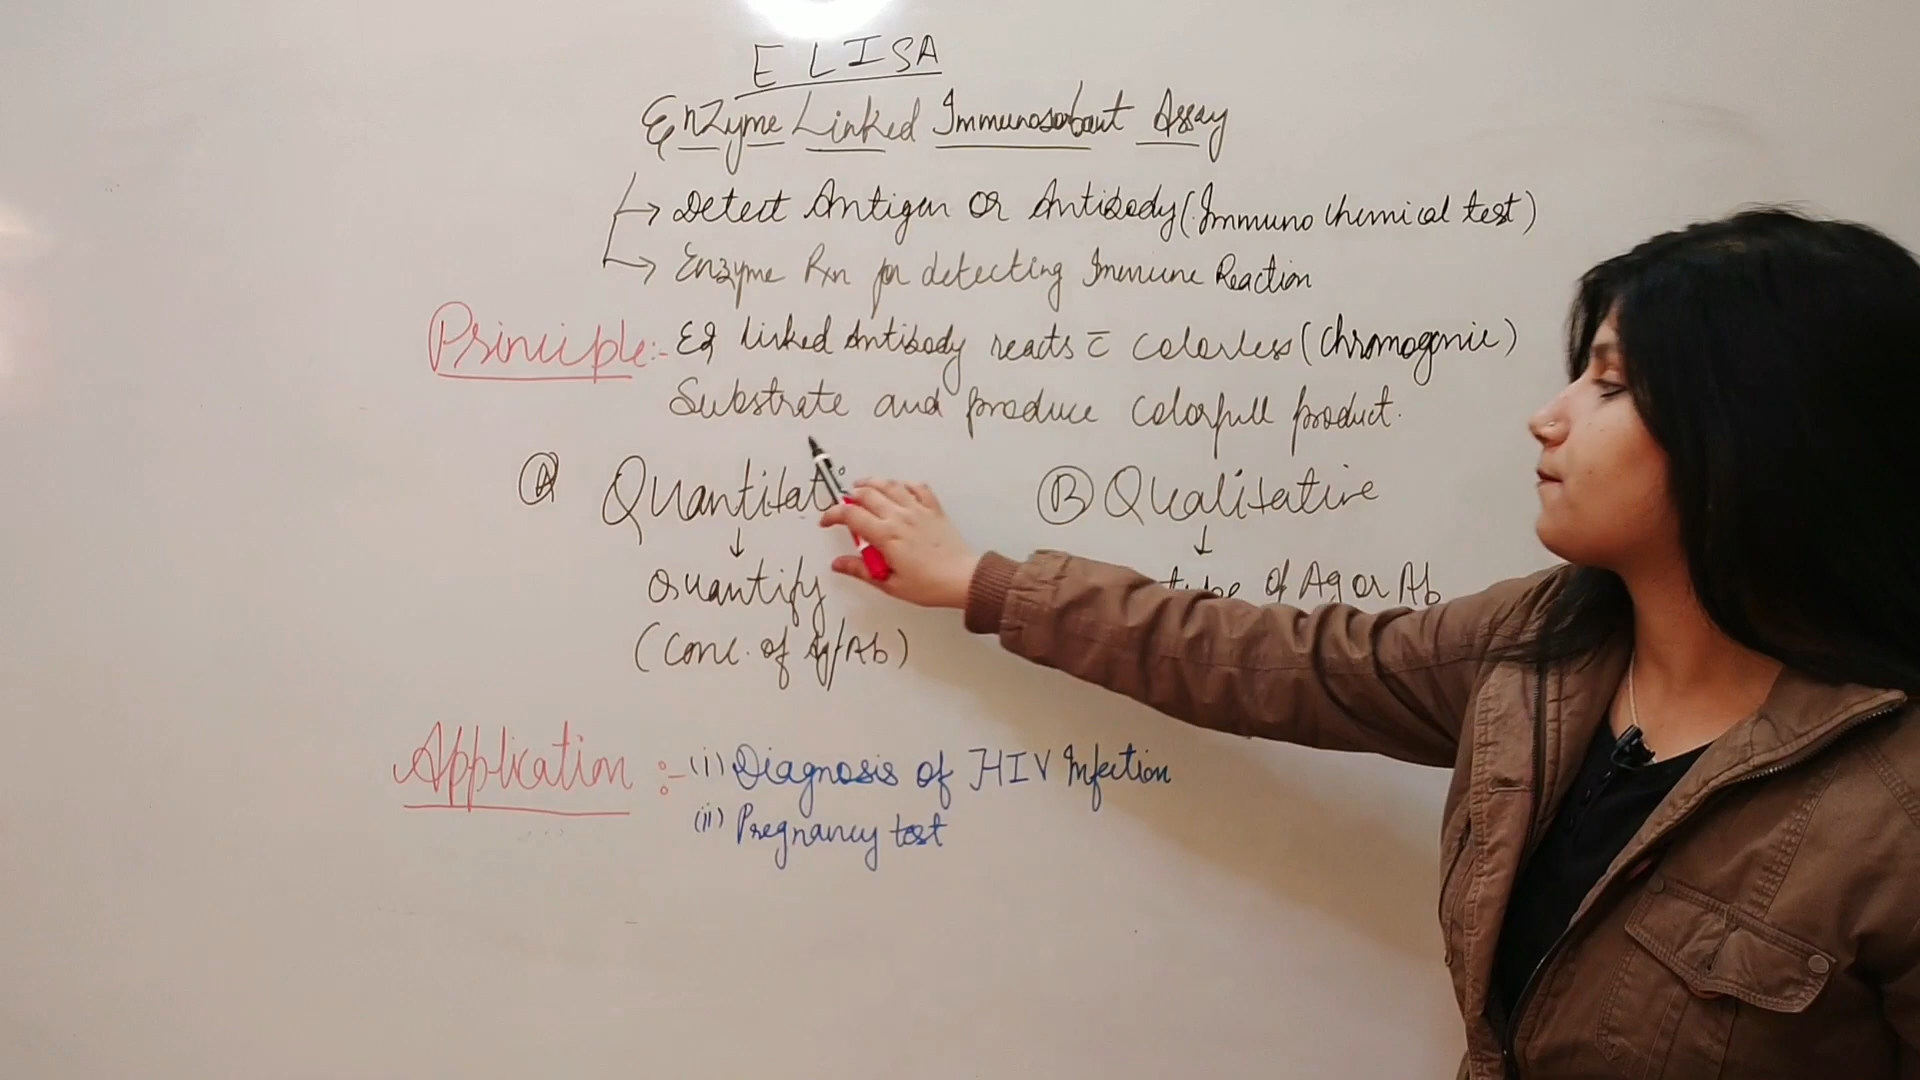 ELISA
Enzyme Linked Immunosorbant Assay
→ Detect Antigen or Antibody (Immuno chemical test)
→ Enzyme Rxn for detecting Immune Reaction
Principle:- linked Antibody reacts c̄ colorless (Chromogenic)
Substrate and produce colorfull product.
Ⓐ Quantitati Ⓑ Qualitative
↓ ↓
Quantify of Ag or Ab
(Conc. of Ag/Ab)
Application :- (i) Diagnosis of HIV Infection
(ii) Pregnancy test